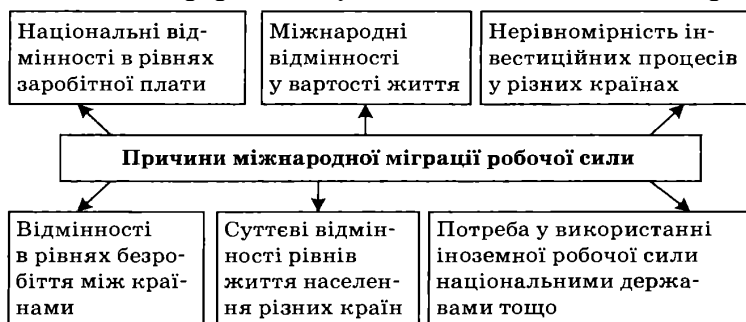 Національні від-
мінності в рівнях
заробітної плати
Міжнародні
відмінності
у вартості життя
Нерівномірність ін-
вестиційних процесів
у різних країнах
Причини міжнародної міграції робочої сили
Відмінності
в рівнях безро-
біття між краї-
нами
Суттєві відмін-
ності рівнів
життя населен-
ня різних країн
Потреба у використанні
іноземної робочої сили
національними держа-
вами тощо